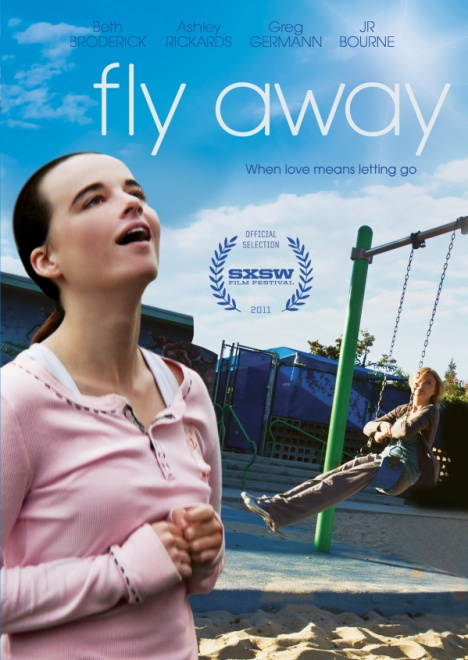 Beth Ashley Greg JR
BRODERICK RICKARDS GERMANN BOURNE
fly away
When love means letting go
OFFICIAL
SELECTION
SXSW
FILM FESTIVAL
2011